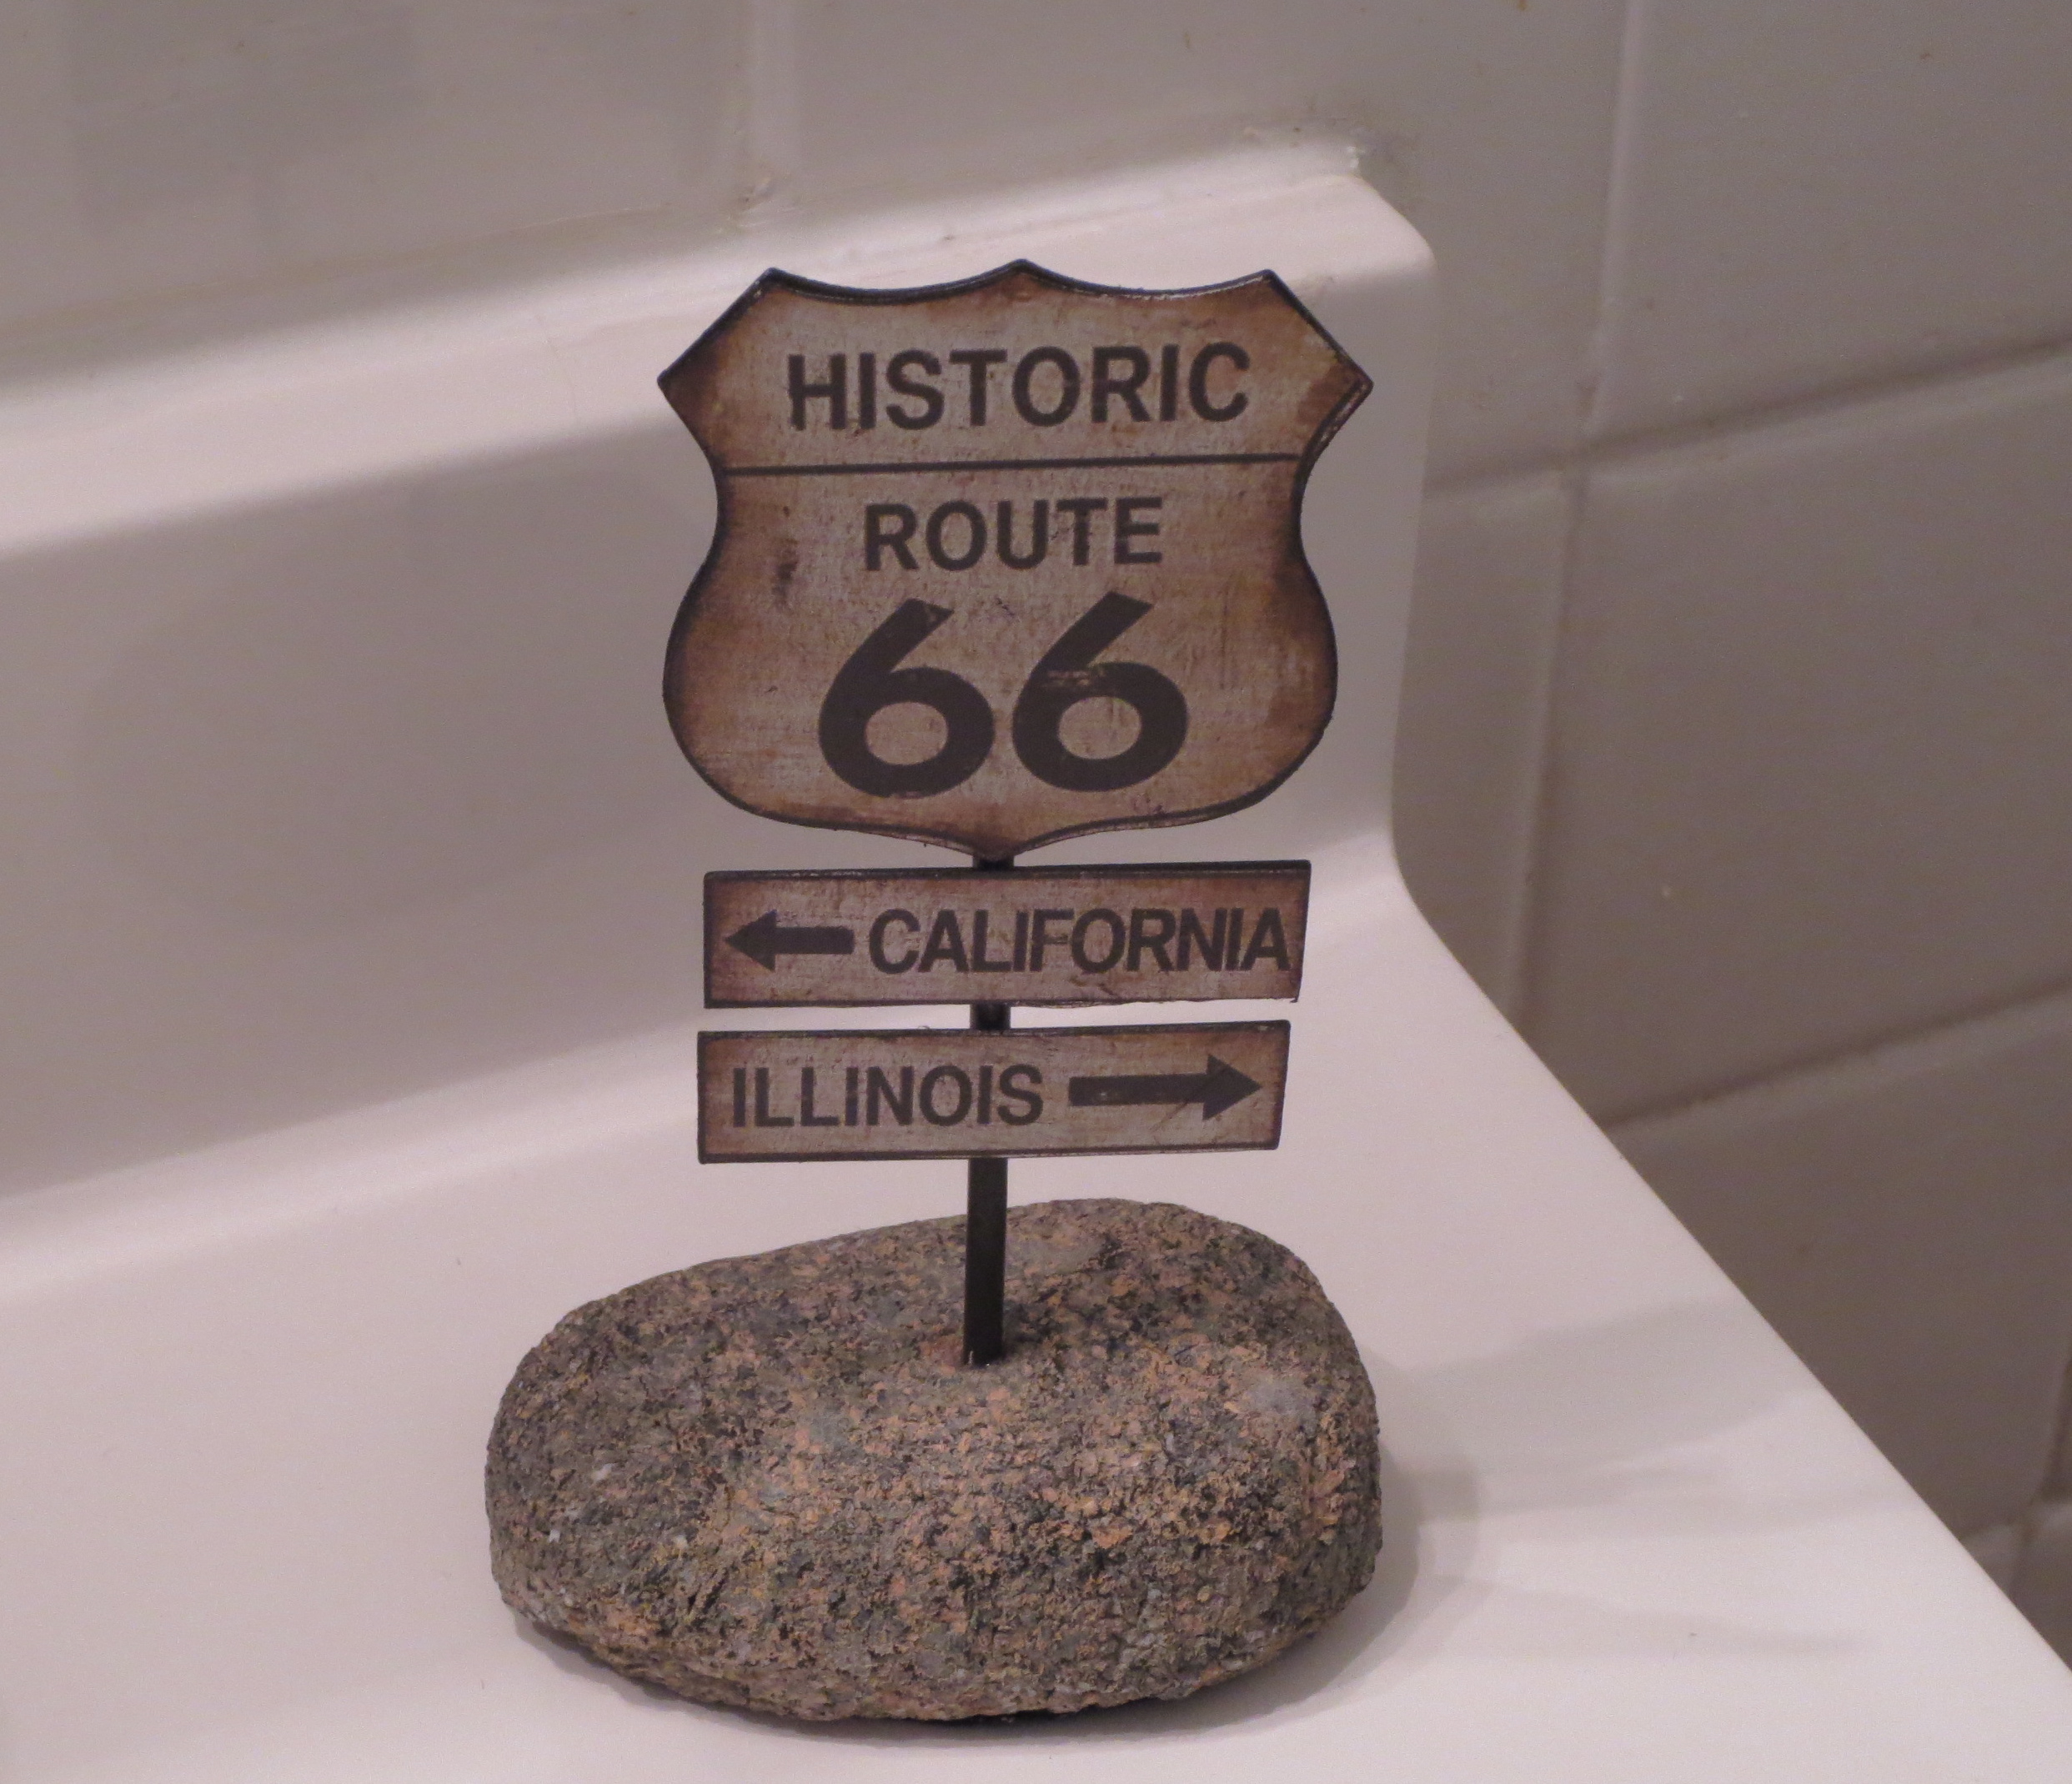 HISTORIC
ROUTE
66
← CALIFORNIA
ILLINOIS →